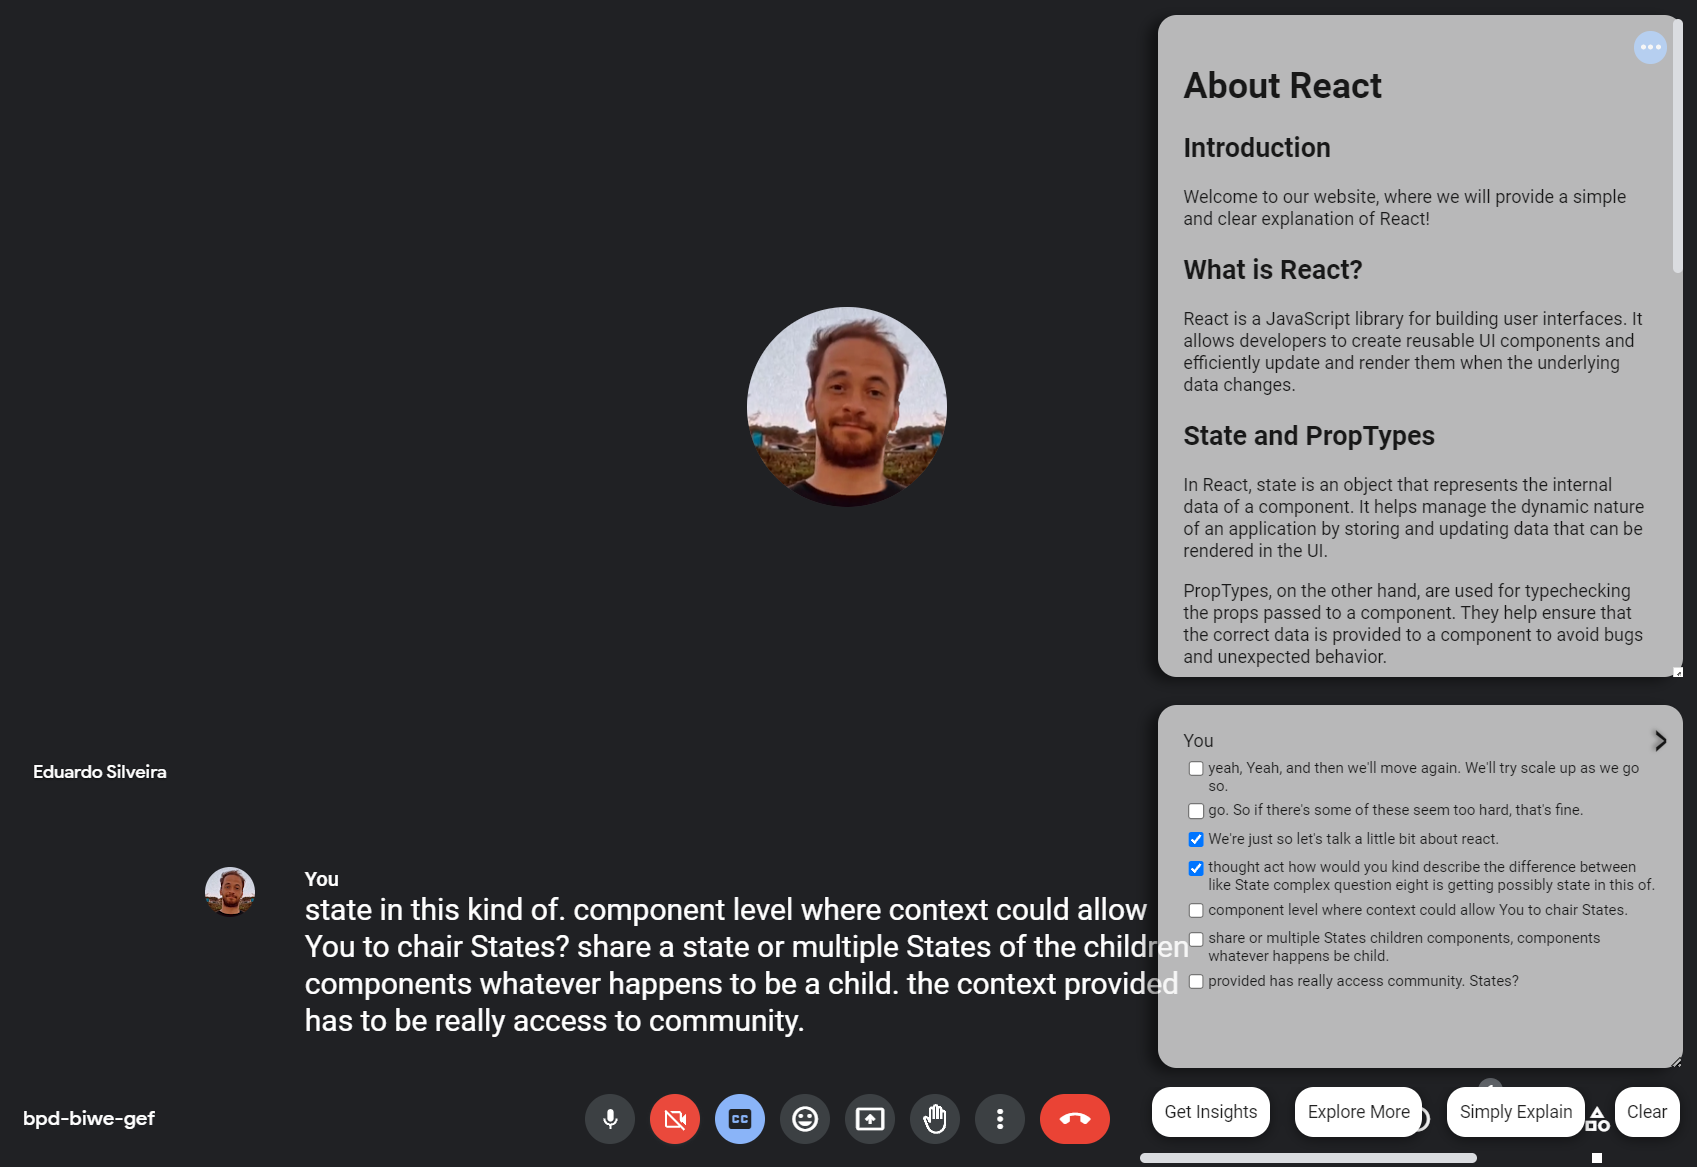 About React
Introduction
Welcome to our website, where we will provide a simple
and clear explanation of React!
What is React?
React is a JavaScript library for building user interfaces. It
allows developers to create reusable UI components and
efficiently update and render them when the underlying
data changes.
State and PropTypes
In React, state is an object that represents the internal
data of a component. It helps manage the dynamic nature
of an application by storing and updating data that can be
rendered in the UI.
PropTypes, on the other hand, are used for typechecking
the props passed to a component. They help ensure that
the correct data is provided to a component to avoid bugs
and unexpected behavior.
Eduardo Silveira
You
state in this kind of. component level where context could allow
You to chair States? share a state or multiple States of the children
components whatever happens to be a child. the context provided
has to be really access to community.
You
yeah, Yeah, and then we'll move again. We'll try scale up as we go
so.
go. So if there's some of these seem too hard, that's fine.
We're just so let's talk a little bit about react.
thought act how would you kind describe the difference between
like State complex question eight is getting possibly state in this of.
component level where context could allow You to chair States.
share or multiple States children components, components
whatever happens be child.
provided has really access community. States?
bpd-biwe-gef
CC
Get Insights
Explore More
Simply Explain
Clear